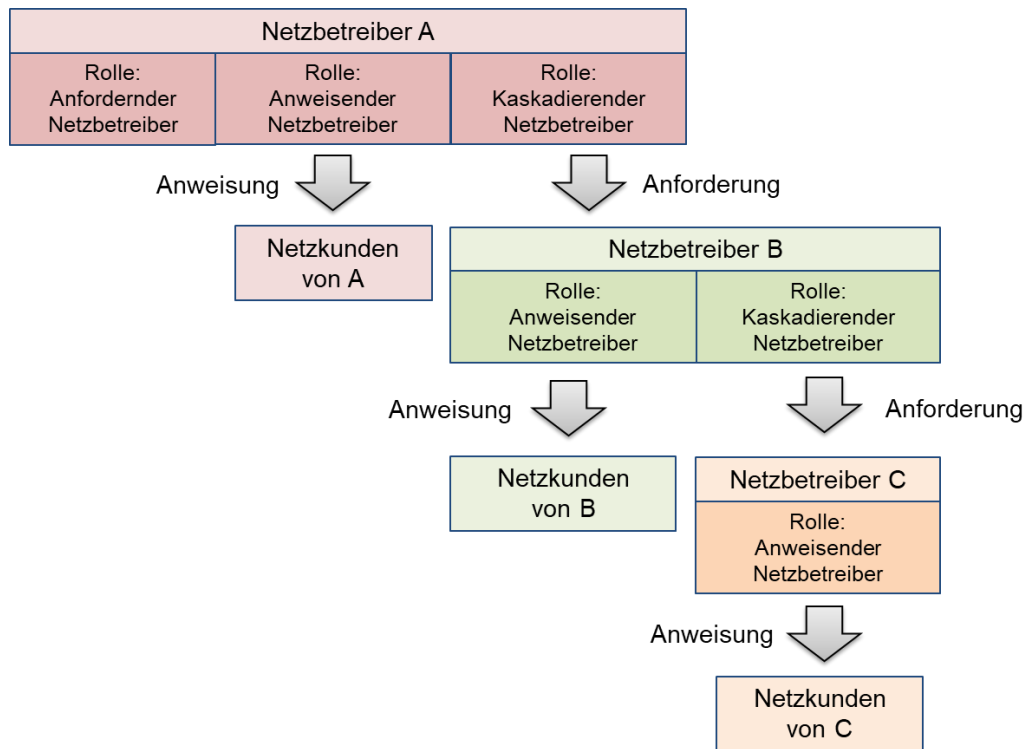 Netzbetreiber A
Rolle:
Anfordernder
Netzbetreiber
Rolle:
Anweisender
Netzbetreiber
Rolle:
Kaskadierender
Netzbetreiber
Anweisung
Anforderung
Netzkunden
von A
Netzbetreiber B
Rolle:
Anweisender
Netzbetreiber
Rolle:
Kaskadierender
Netzbetreiber
Anweisung
Anforderung
Netzkunden
von B
Netzbetreiber C
Rolle:
Anweisender
Netzbetreiber
Anweisung
Netzkunden
von C